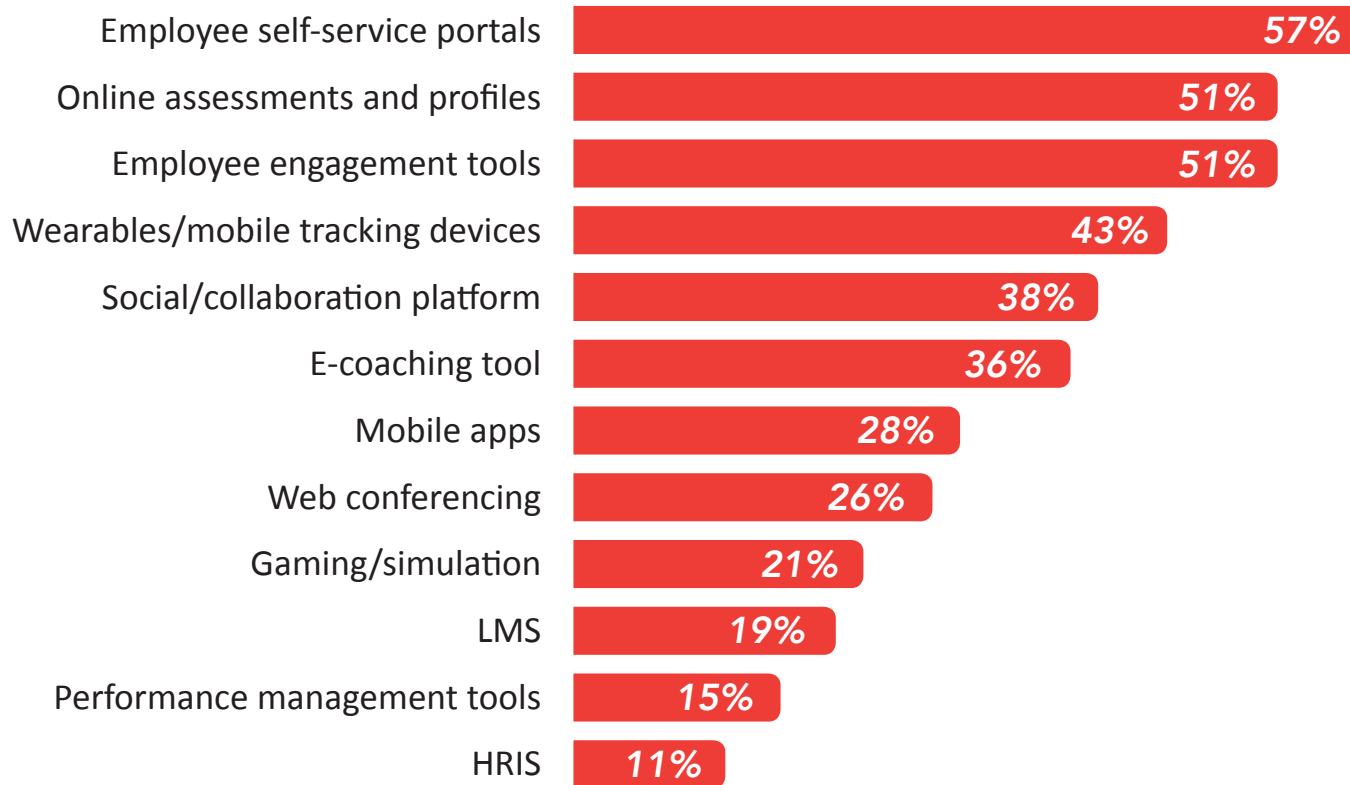 Employee self-service portals 57%
Online assessments and profiles 51%
Employee engagement tools 51%
Wearables/mobile tracking devices 43%
Social/collaboration platform 38%
E-coaching tool 36%
Mobile apps 28%
Web conferencing 26%
Gaming/simulation 21%
LMS 19%
Performance management tools 15%
HRIS 11%